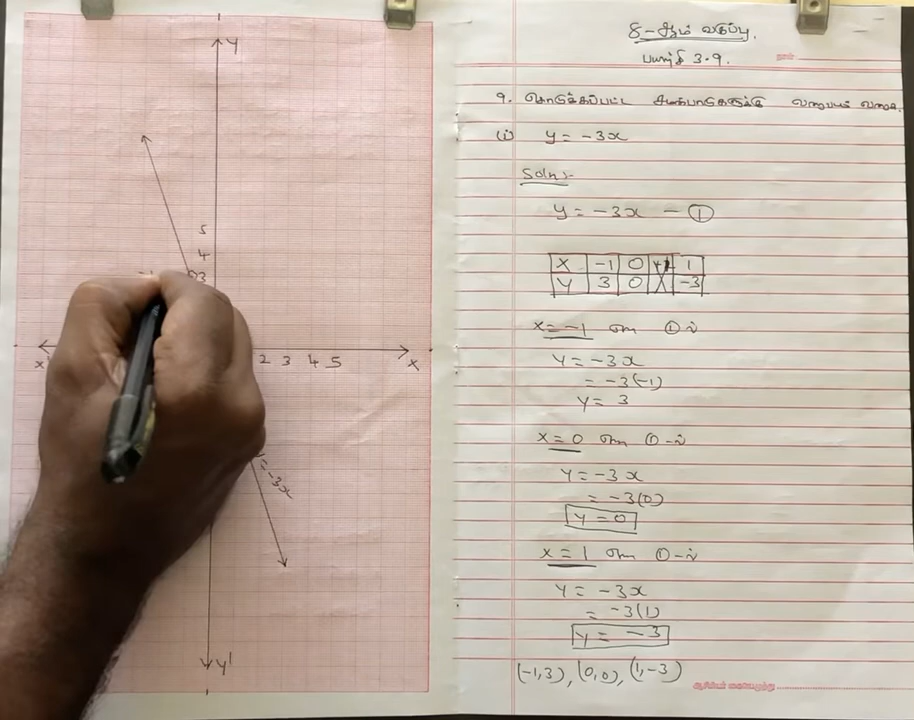 Y
5
4
3
2 3 4 5
X
y = -3x
Y'
8-ஆம் வகுப்பு.
பயிற்சி 3.9.
நாள்
1. கொடுக்கப்பட்ட சமன்பாடுகளுக்கு வரைபடம் வரைக.
(i) y = -3x
Soln:-
y = -3x — ①
X -1 0 1
Y 3 0 -3
x = -1 என ①ல்
y = -3x
= -3(-1)
y = 3
x = 0 என ①-ல்
y = -3x
= -3(0)
y = 0
x = 1 என ①-ல்
y = -3x
= -3(1)
y = -3
(-1,3), (0,0), (1,-3)
ஆசிரியர் கையெழுத்து